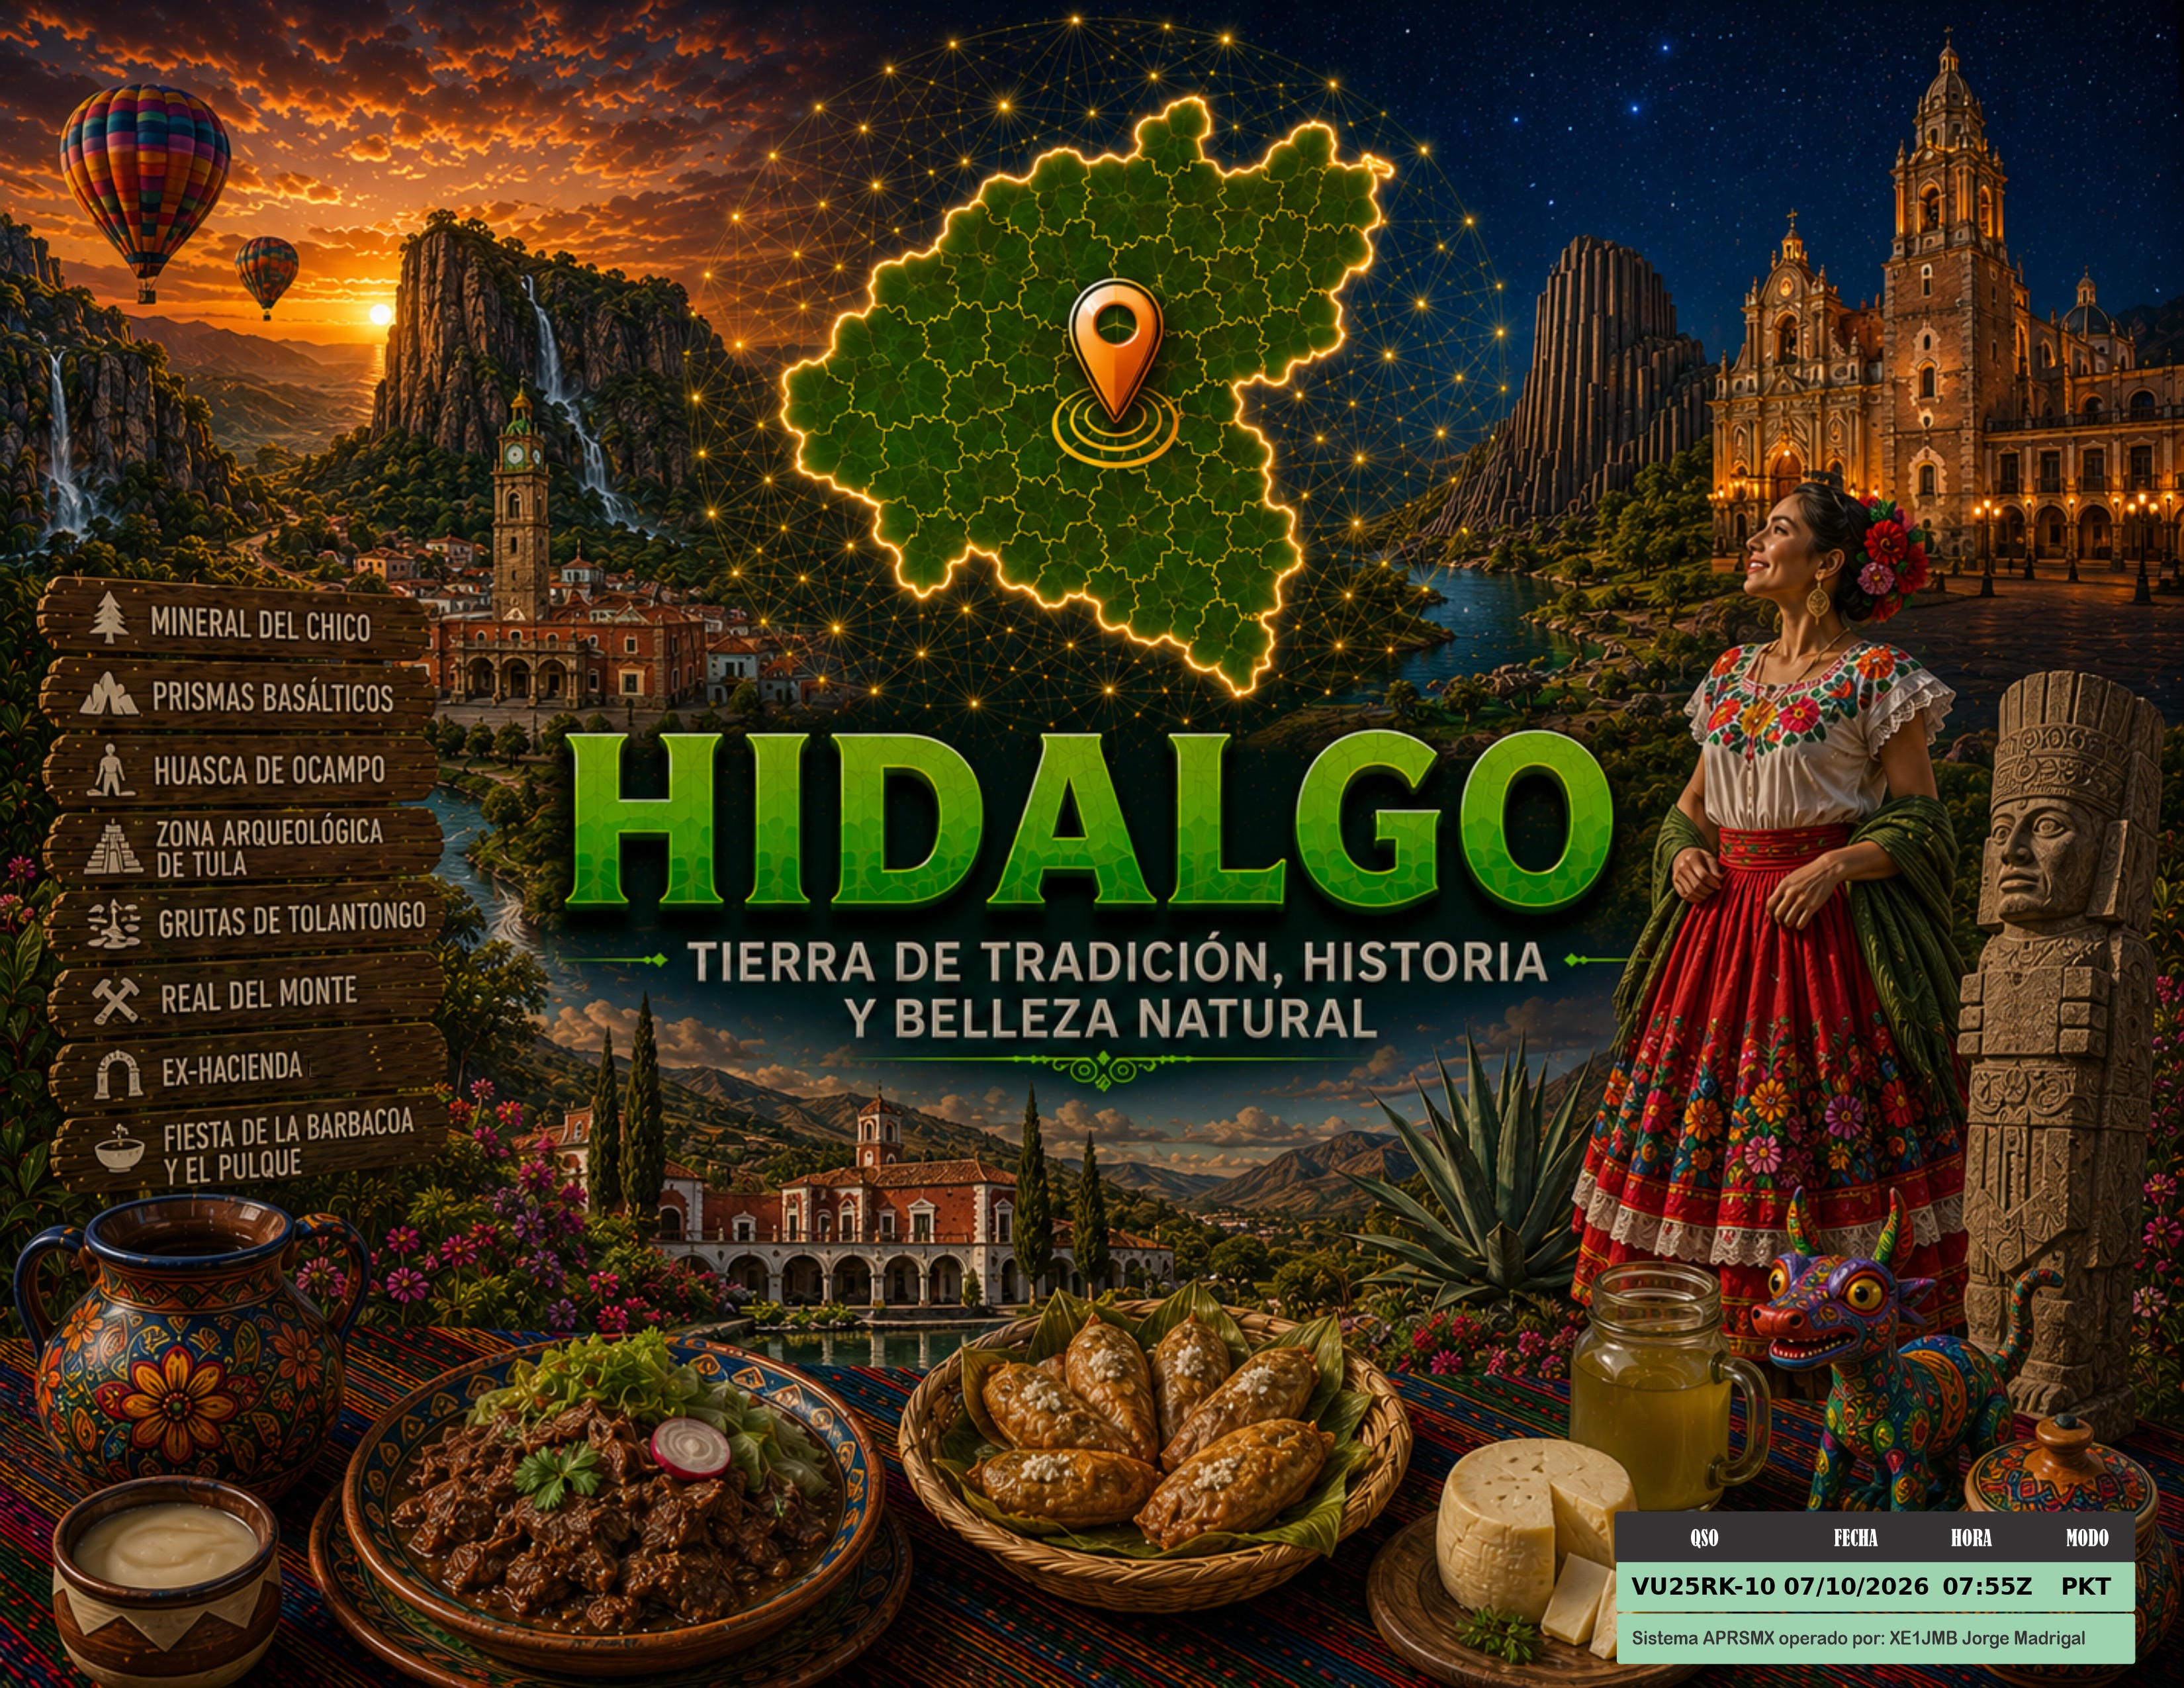 MINERAL DEL CHICO
PRISMAS BASÁLTICOS
HUASCA DE OCAMPO
ZONA ARQUEOLÓGICA
DE TULA
GRUTAS DE TOLANTONGO
REAL DEL MONTE
EX-HACIENDA
FIESTA DE LA BARBACOA
Y EL PULQUE
HIDALGO
TIERRA DE TRADICIÓN, HISTORIA
Y BELLEZA NATURAL
QSO FECHA HORA MODO
VU25RK-10 07/10/2026 07:55Z PKT
Sistema APRSMX operado por: XE1JMB Jorge Madrigal